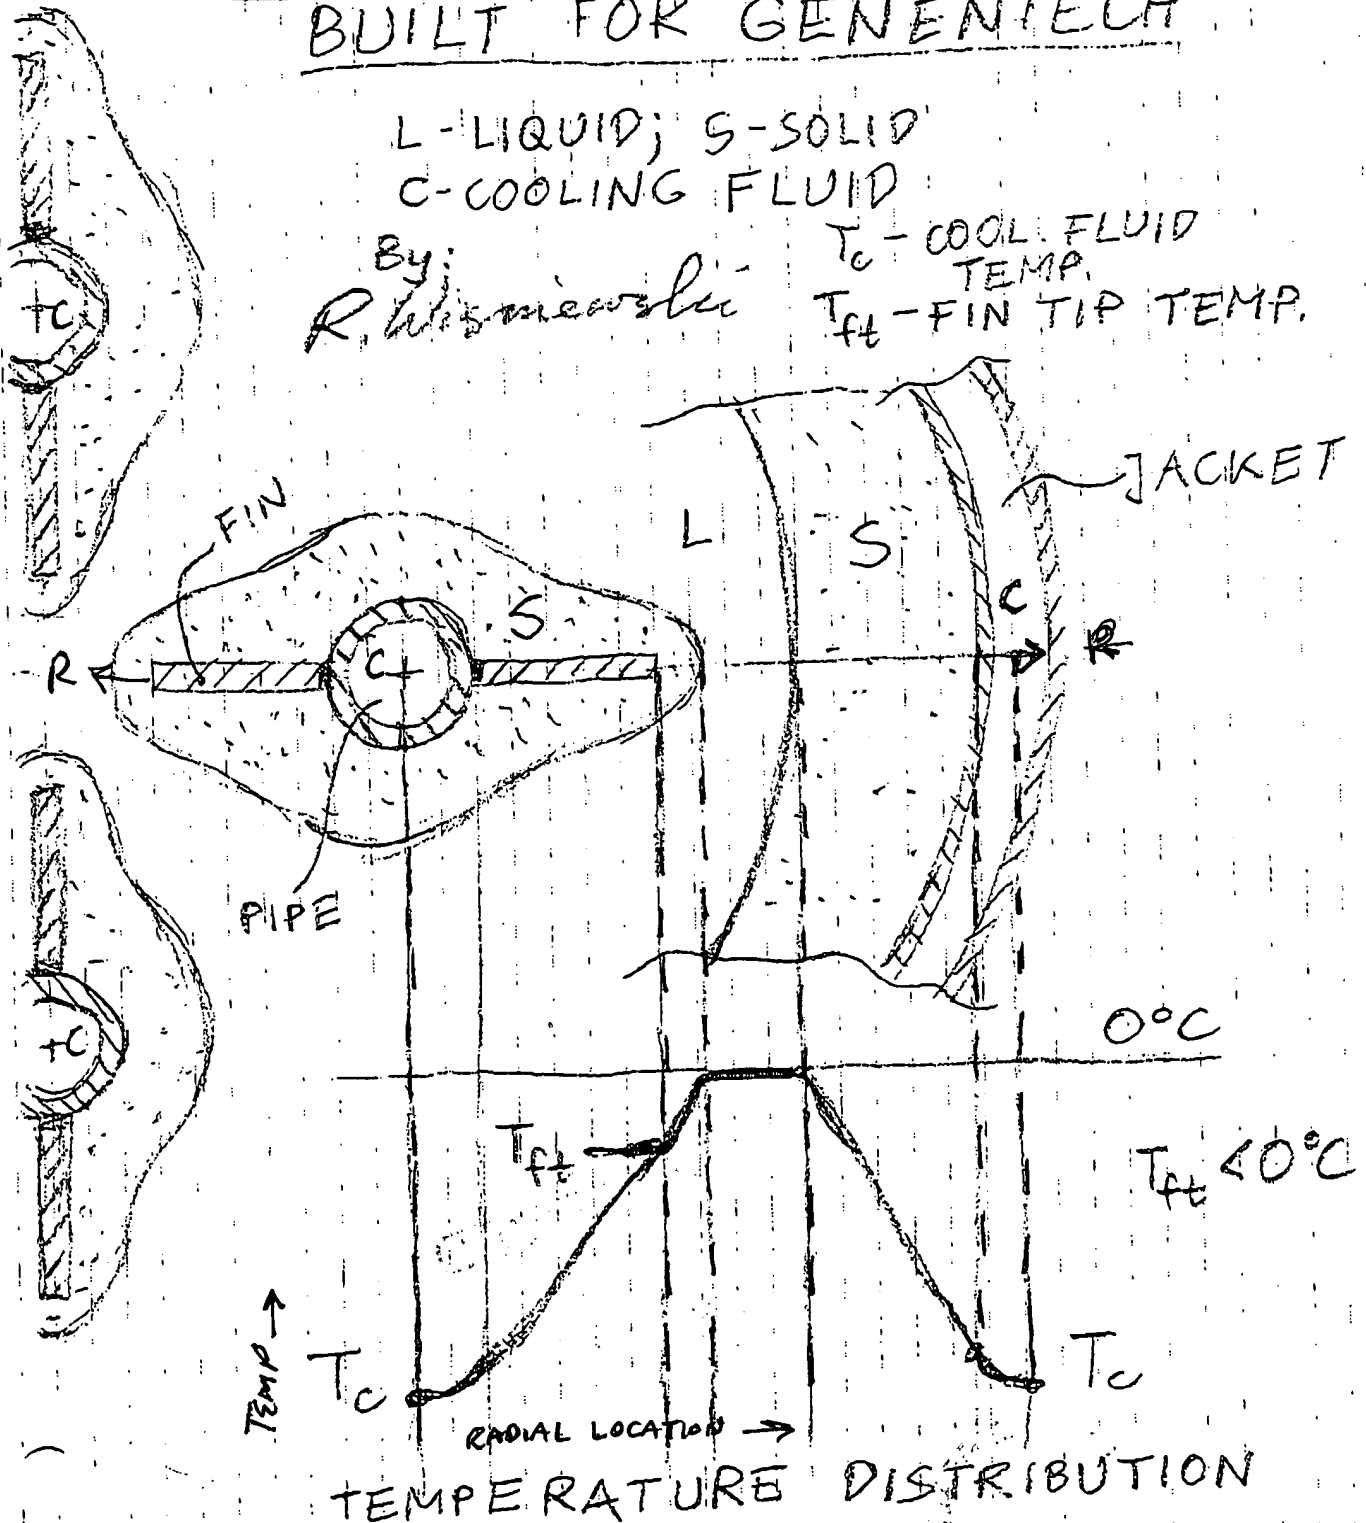 BUILT FOR GENENTECH
L-LIQUID; S-SOLID
C-COOLING FLUID
By:
R. Wisniewski
Tc - COOL. FLUID
TEMP.
Tft - FIN TIP TEMP.
+C
JACKET
FIN
L
S
S
C
R
C+
R
PIPE
+C
0°C
Tft
Tft < 0°C
TEMP →
Tc
Tc
RADIAL LOCATION →
TEMPERATURE DISTRIBUTION